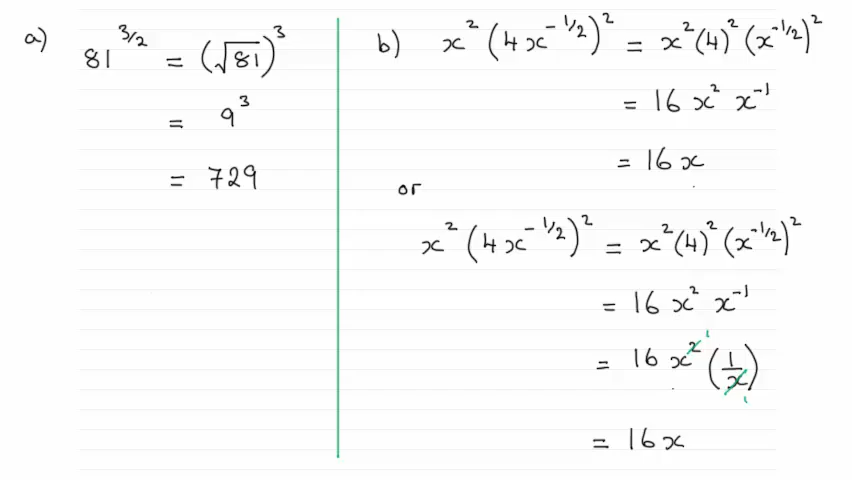 a) 81^(3/2) = (√81)^3
= 9^3
= 729
b) x^2 (4x^(-1/2))^2 = x^2 (4)^2 (x^(-1/2))^2
= 16 x^2 x^-1
= 16x
or
x^2 (4x^(-1/2))^2 = x^2 (4)^2 (x^(-1/2))^2
= 16 x^2 x^-1
= 16 x^2 (1/x)
1
1
= 16x